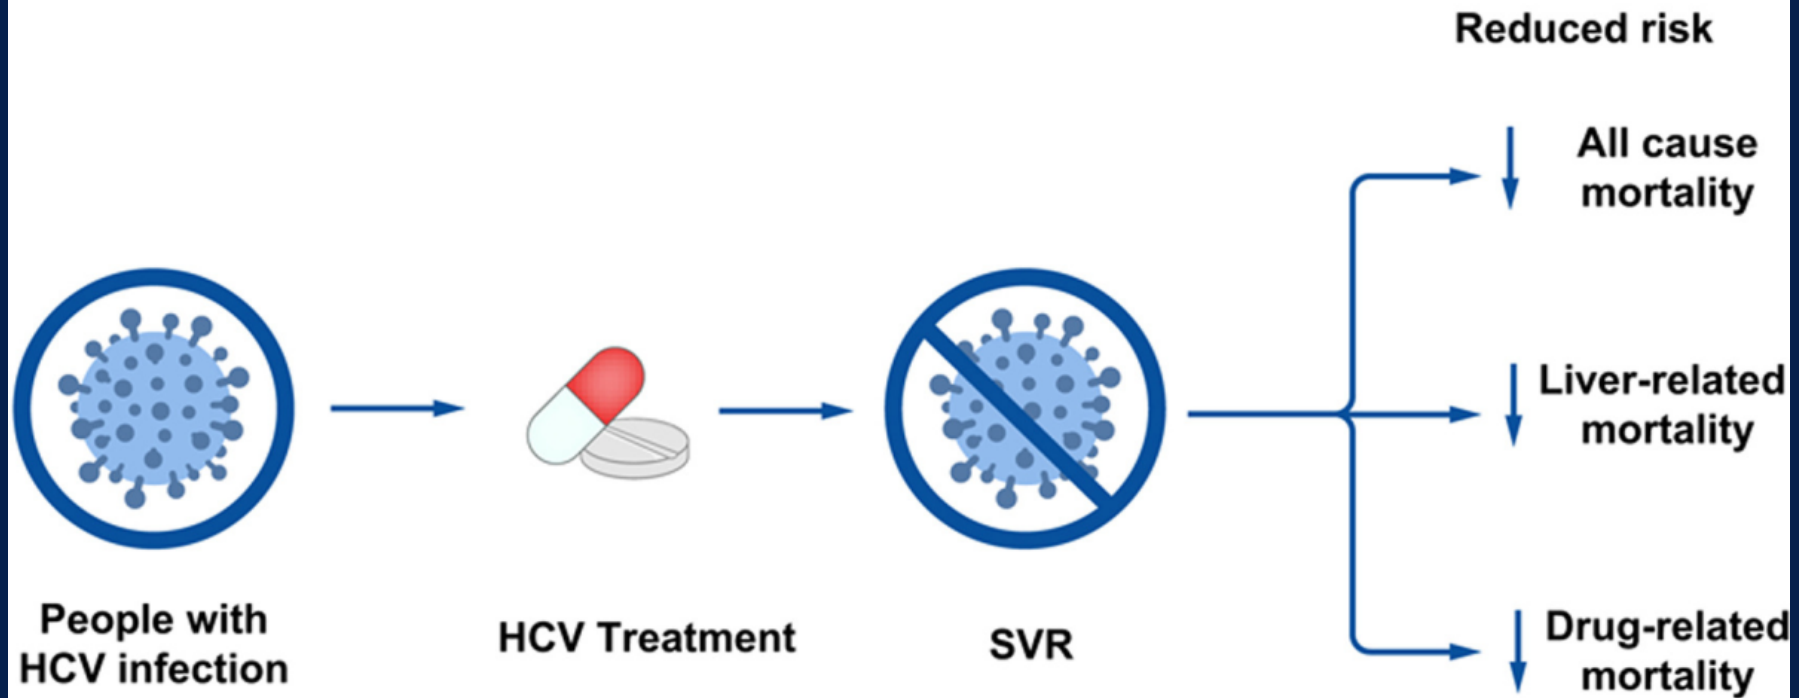 Reduced risk
All cause
mortality
Liver-related
mortality
Drug-related
mortality
People with
HCV infection
HCV Treatment
SVR